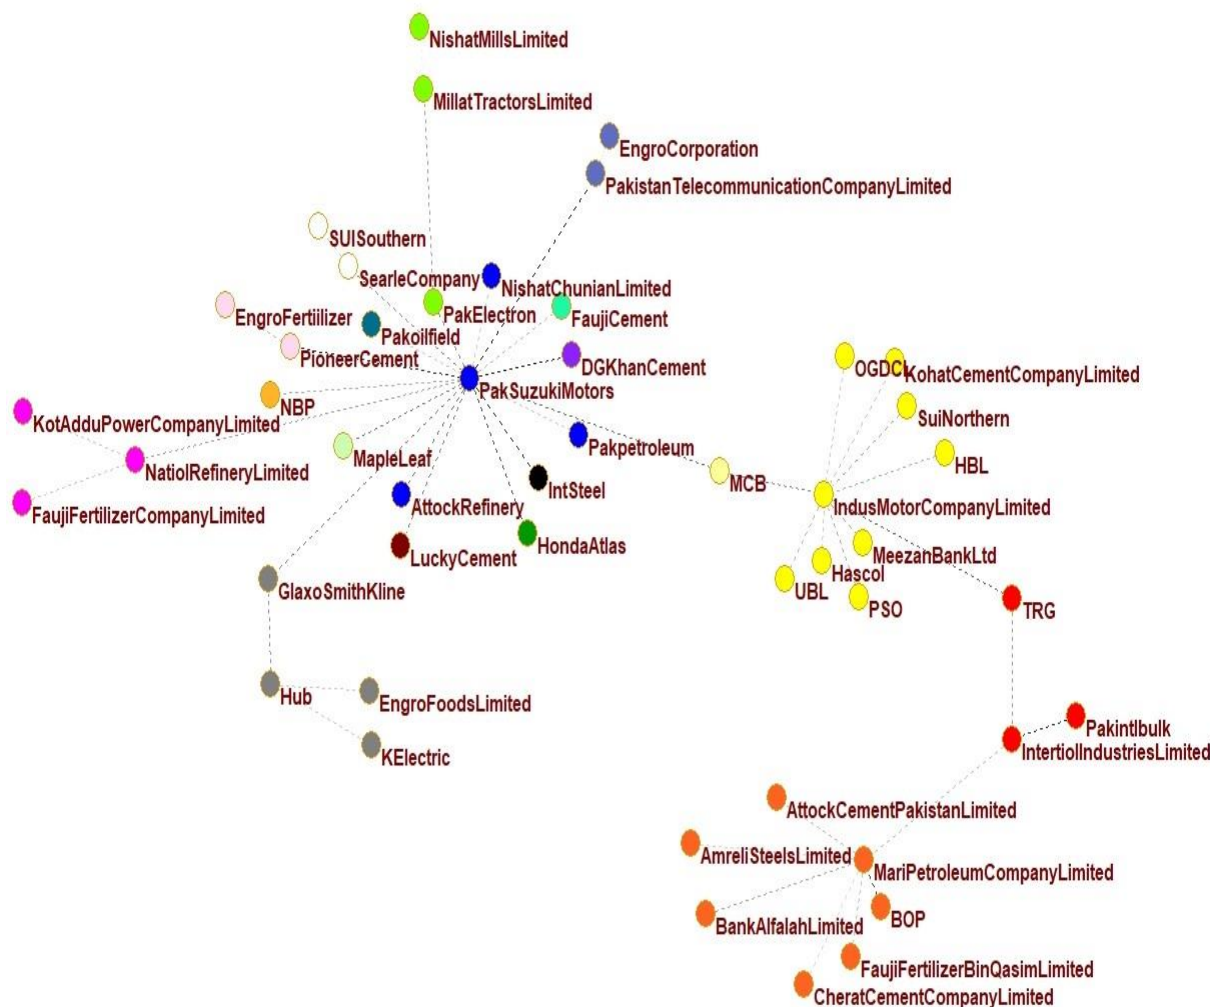 NishatMillsLimited
MillatTractorsLimited
EngroCorporation
PakistanTelecommunicationCompanyLimited
SUISouthern
SearleCompany
NishatChunianLimited
EngroFertiilizer
PakElectron
FaujiCement
Pakoilfield
PioneerCement
DGKhanCement
OGDCL
KohatCementCompanyLimited
PakSuzukiMotors
NBP
SuiNorthern
KotAdduPowerCompanyLimited
Pakpetroleum
MapleLeaf
HBL
NatiolRefineryLimited
MCB
IntSteel
AttockRefinery
IndusMotorCompanyLimited
FaujiFertilizerCompanyLimited
HondaAtlas
LuckyCement
MeezanBankLtd
Hascol
GlaxoSmithKline
UBL
PSO
TRG
Hub
EngroFoodsLimited
Pakintlbulk
KElectric
IntertiolIndustriesLimited
AttockCementPakistanLimited
AmreliSteelsLimited
MariPetroleumCompanyLimited
BankAlfalahLimited
BOP
FaujiFertilizerBinQasimLimited
CheratCementCompanyLimited